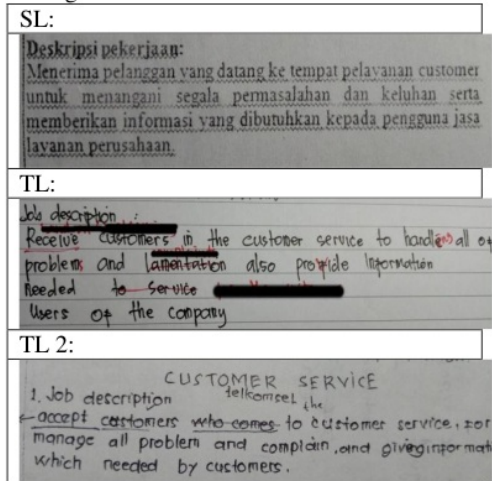 SL:
Deskripsi pekerjaan:
Menerima pelanggan yang datang ke tempat pelayanan customer
untuk menangani segala permasalahan dan keluhan serta
memberikan informasi yang dibutuhkan kepada pengguna jasa
layanan perusahaan.
TL:
Job description :
Receive customers in the customer service to handle all of
problems and lamentation also provide information
needed to service
Users of the company
TL 2:
CUSTOMER SERVICE
1. Job description telkomsel the
accept customers who comes to customer service, for
manage all problem and complain, and giving informat
which needed by customers.